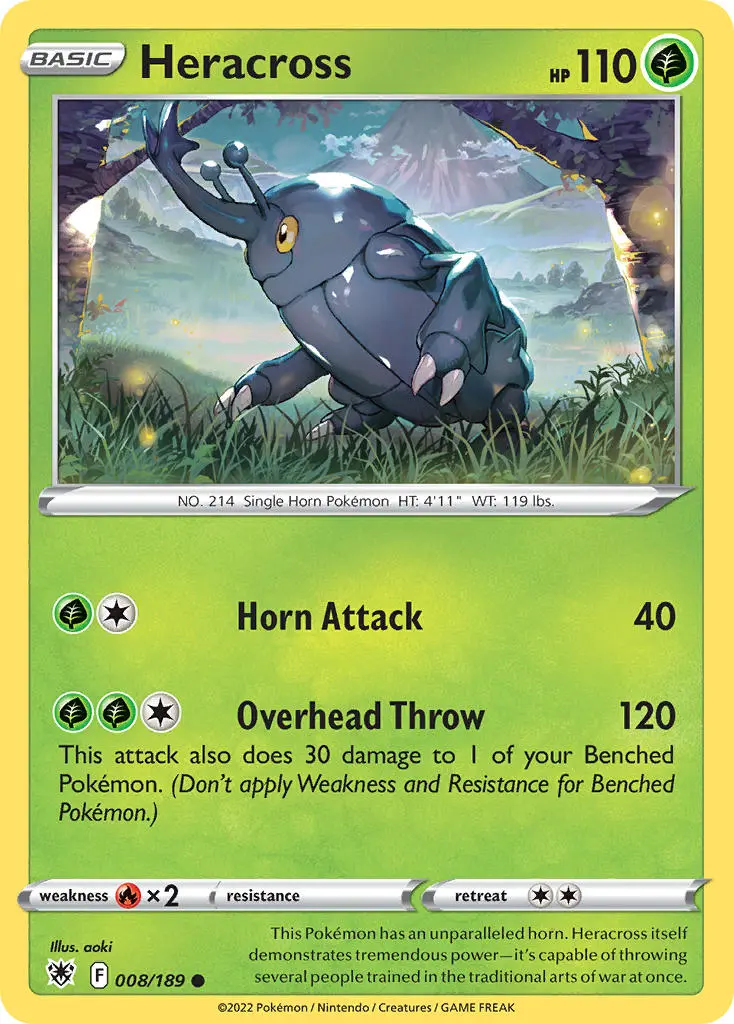 BASIC Heracross HP 110
NO. 214 Single Horn Pokémon HT: 4'11" WT: 119 lbs.
Horn Attack 40
Overhead Throw 120
This attack also does 30 damage to 1 of your Benched
Pokémon. (Don't apply Weakness and Resistance for Benched
Pokémon.)
weakness ×2 resistance retreat
This Pokémon has an unparalleled horn. Heracross itself
demonstrates tremendous power—it's capable of throwing
several people trained in the traditional arts of war at once.
Illus. aoki
F 008/189
©2022 Pokémon / Nintendo / Creatures / GAME FREAK